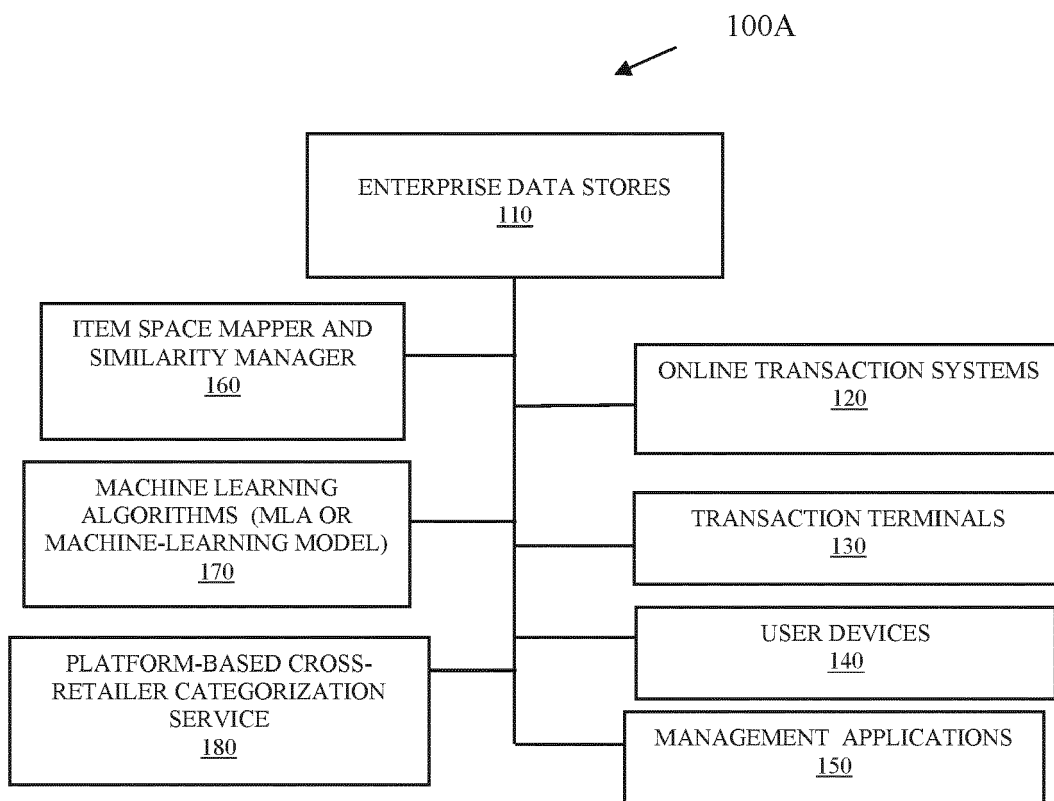 100A
ENTERPRISE DATA STORES
110
ITEM SPACE MAPPER AND
SIMILARITY MANAGER
160
ONLINE TRANSACTION SYSTEMS
120
MACHINE LEARNING
ALGORITHMS (MLA OR
MACHINE-LEARNING MODEL)
170
TRANSACTION TERMINALS
130
USER DEVICES
140
PLATFORM-BASED CROSS-
RETAILER CATEGORIZATION
SERVICE
180
MANAGEMENT APPLICATIONS
150